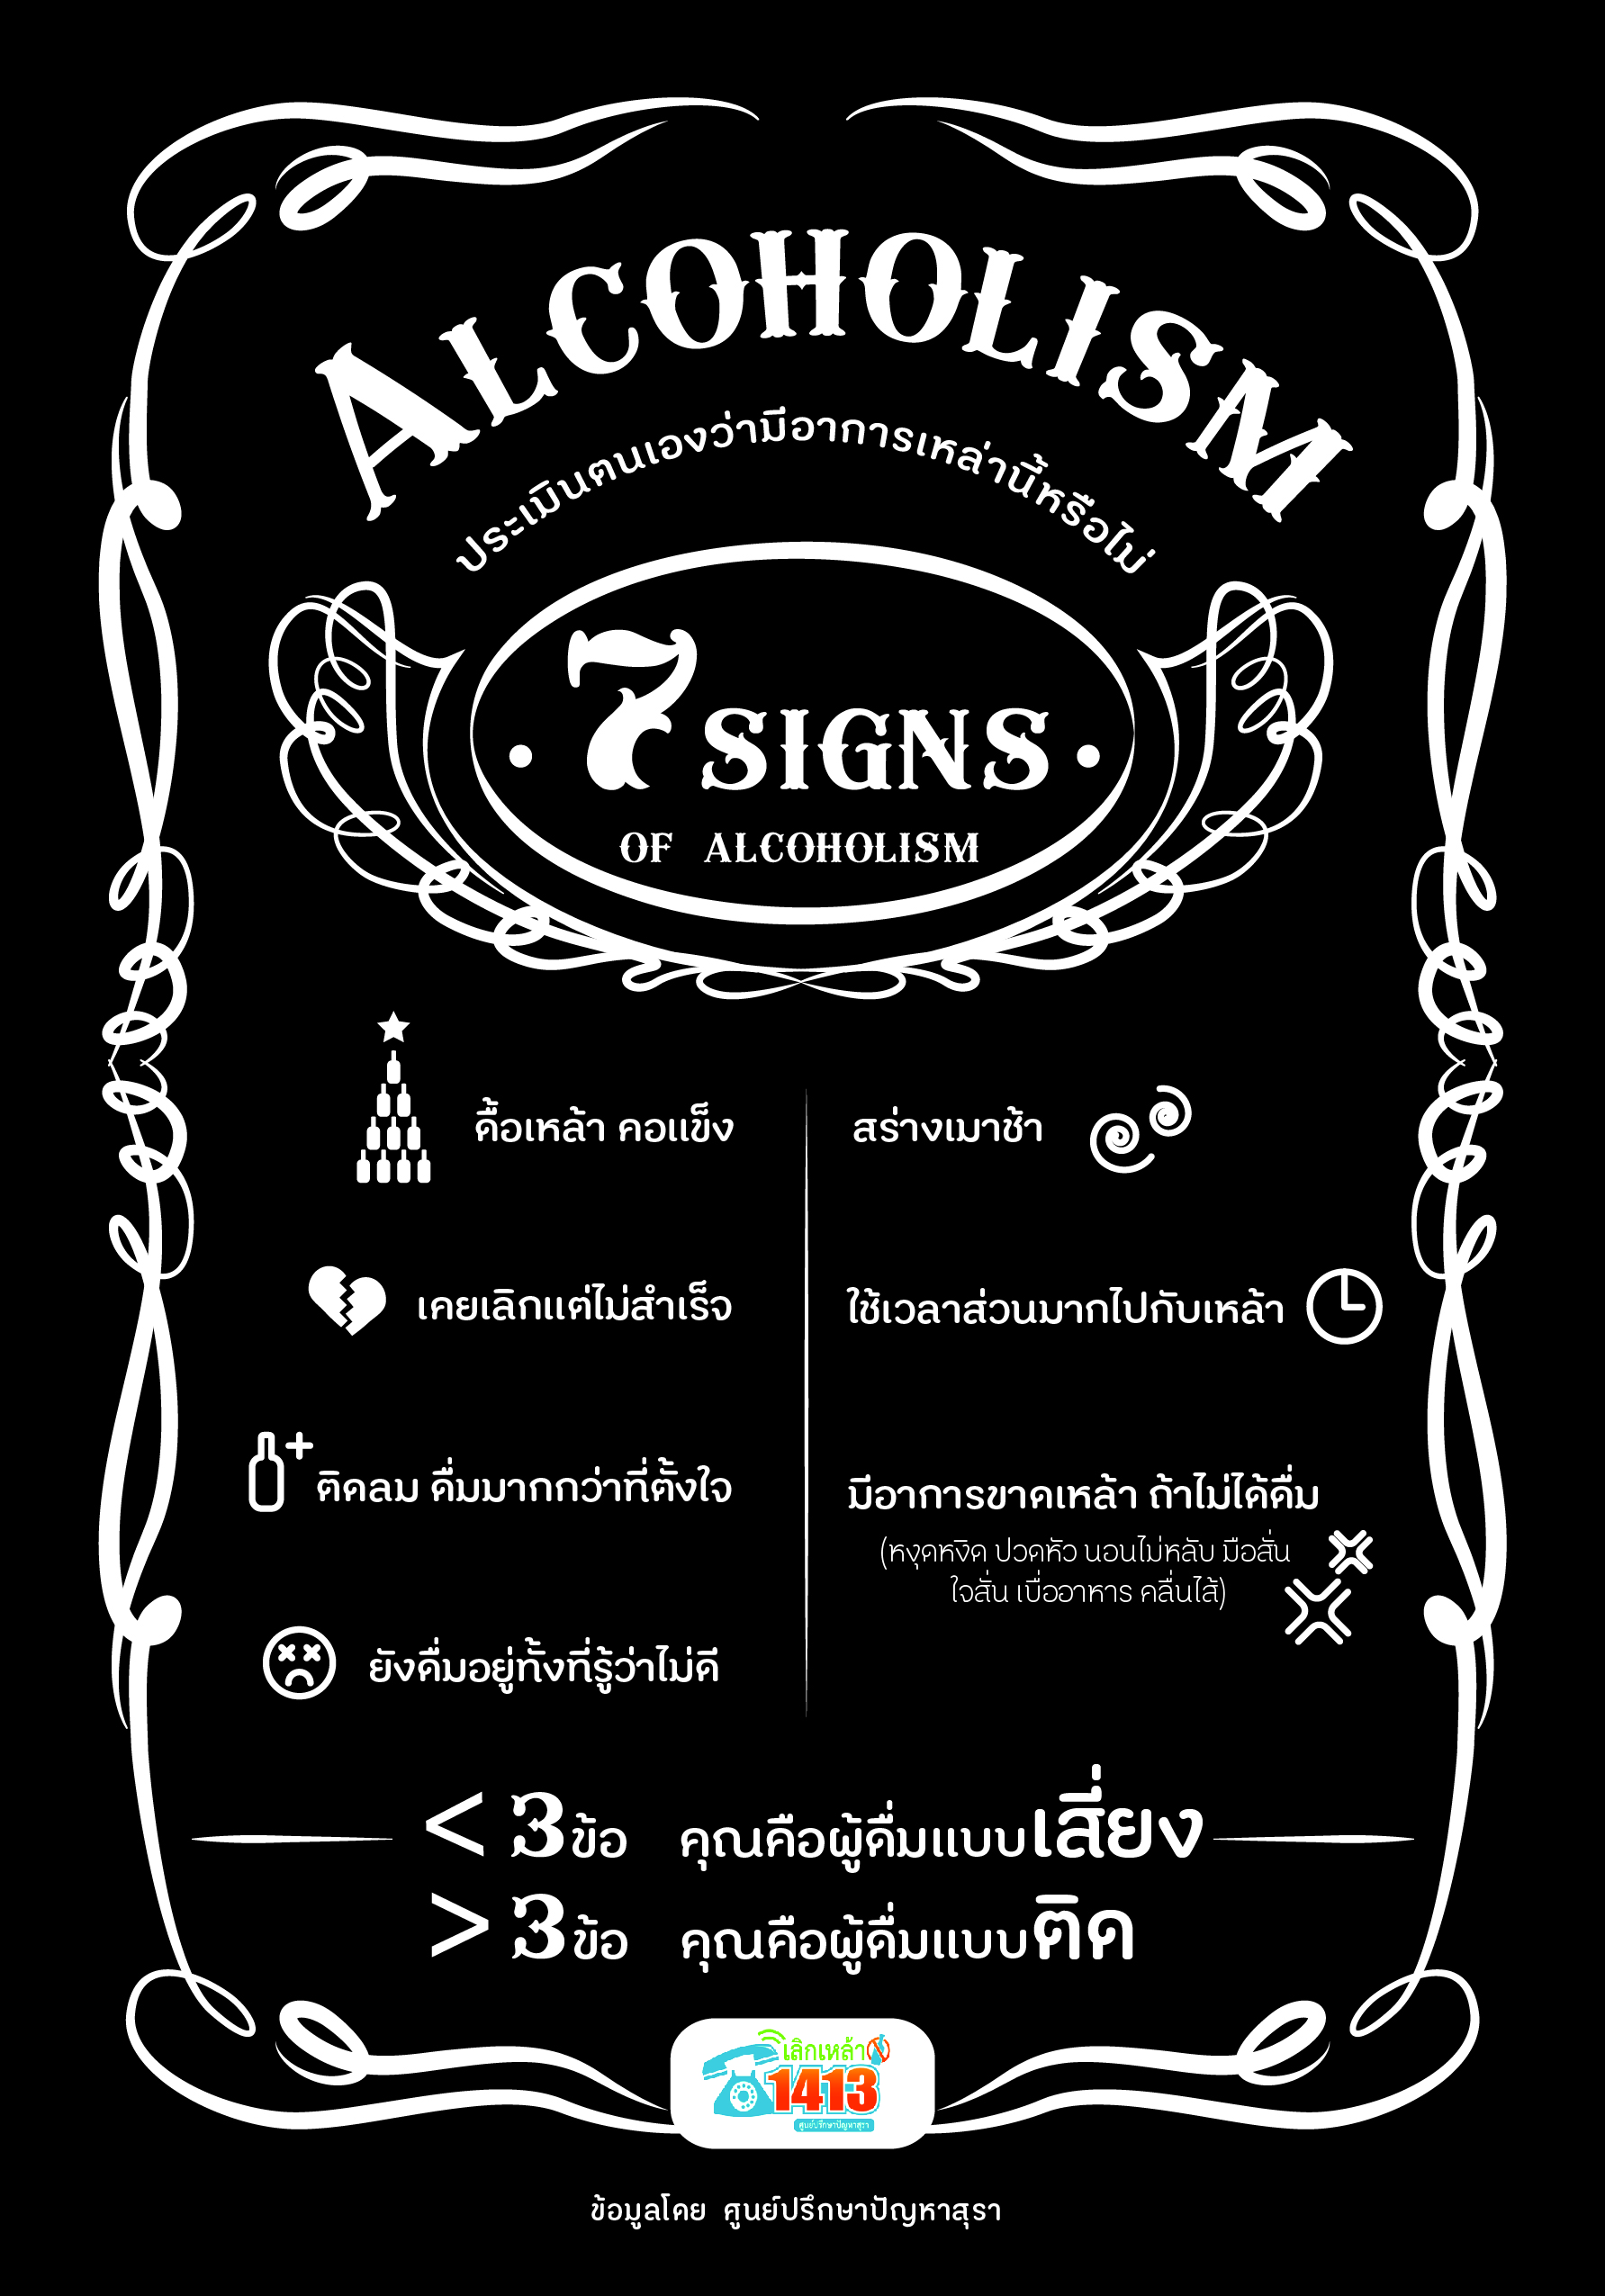 ALCOHOLISM
ประเมินตนเองว่ามีอาการเหล่านี้หรือไม่
7 SIGNS
OF ALCOHOLISM
ดื้อเหล้า คอแข็ง
เคยเลิกแต่ไม่สำเร็จ
ติดลม ดื่มมากกว่าที่ตั้งใจ
ยังดื่มอยู่ทั้งที่รู้ว่าไม่ดี
สร่างเมาช้า
ใช้เวลาส่วนมากไปกับเหล้า
มีอาการขาดเหล้า ถ้าไม่ได้ดื่ม
(หงุดหงิด ปวดหัว นอนไม่หลับ มือสั่น
ใจสั่น เบื่ออาหาร คลื่นไส้)
< 3 ข้อ คุณคือผู้ดื่มแบบเสี่ยง
> 3 ข้อ คุณคือผู้ดื่มแบบติด
เลิกเหล้า
1413
ศูนย์ปรึกษาปัญหาสุรา
ข้อมูลโดย ศูนย์ปรึกษาปัญหาสุรา